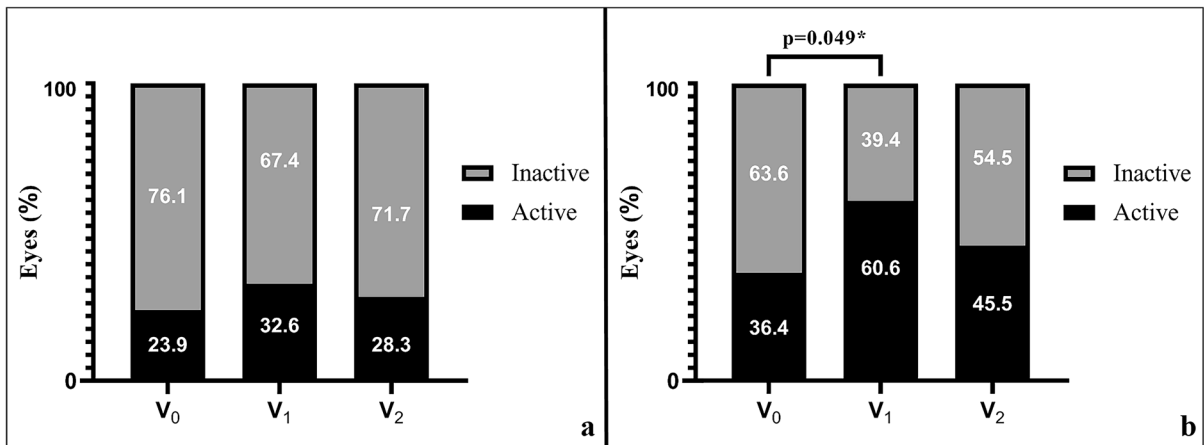 100
0
Eyes (%)
76.1
67.4
71.7
23.9
32.6
28.3
V₀
V₁
V₂
Inactive
Active
a
p=0.049*
100
0
Eyes (%)
63.6
39.4
54.5
36.4
60.6
45.5
V₀
V₁
V₂
Inactive
Active
b